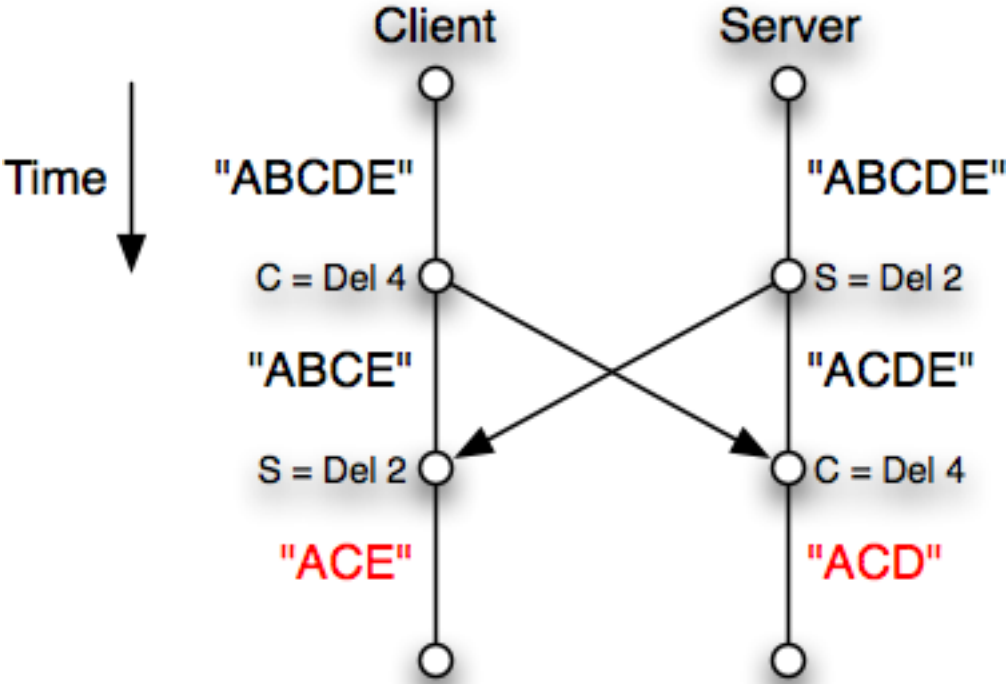 Client Server
Time "ABCDE" "ABCDE"
C = Del 4 S = Del 2
"ABCE" "ACDE"
S = Del 2 C = Del 4
"ACE" "ACD"